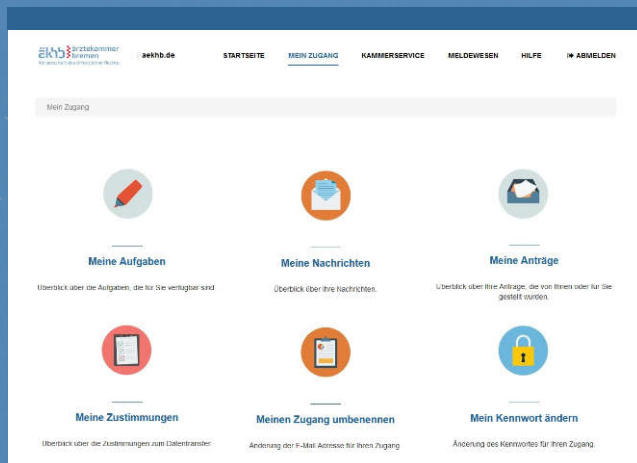 äkhb ärztekammer
bremen
aekhb.de
STARTSEITE
MEIN ZUGANG
KAMMERSERVICE
MELDEWESEN
HILFE
ABMELDEN
Mein Zugang
Meine Aufgaben
Meine Nachrichten
Meine Anträge
Überblick über die Aufgaben, die für Sie verfügbar sind
Überblick über Ihre Nachrichten.
Überblick über Ihre Anträge, die von Ihnen oder für Sie
gestellt wurden.
Meine Zustimmungen
Meinen Zugang umbenennen
Mein Kennwort ändern
Überblick über die Zustimmungen zum Datentransfer
Änderung der E-Mail Adresse für Ihren Zugang
Änderung des Kennwortes für Ihren Zugang.